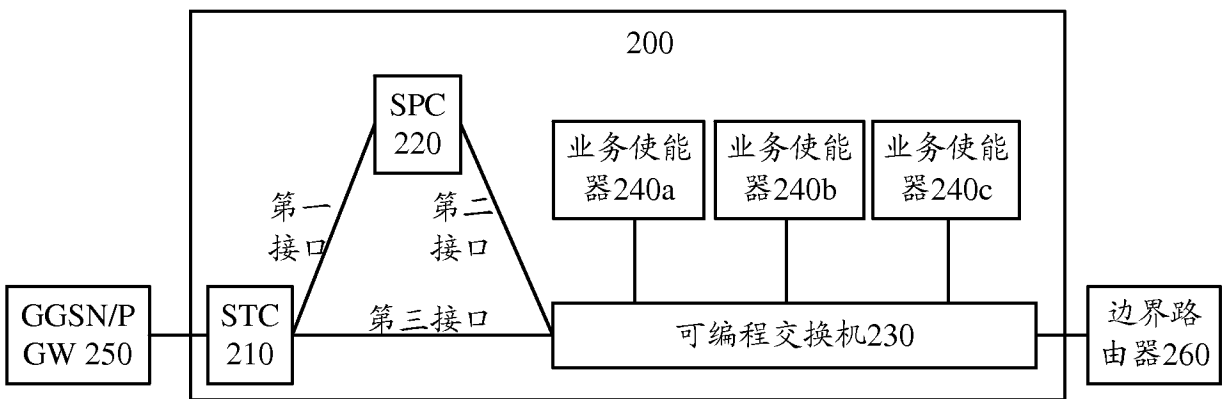 200
SPC
220
业务使能
器240a
业务使能
器240b
业务使能
器240c
第一
接口
第二
接口
GGSN/P
GW 250
STC
210
第三接口
可编程交换机230
边界路
由器260